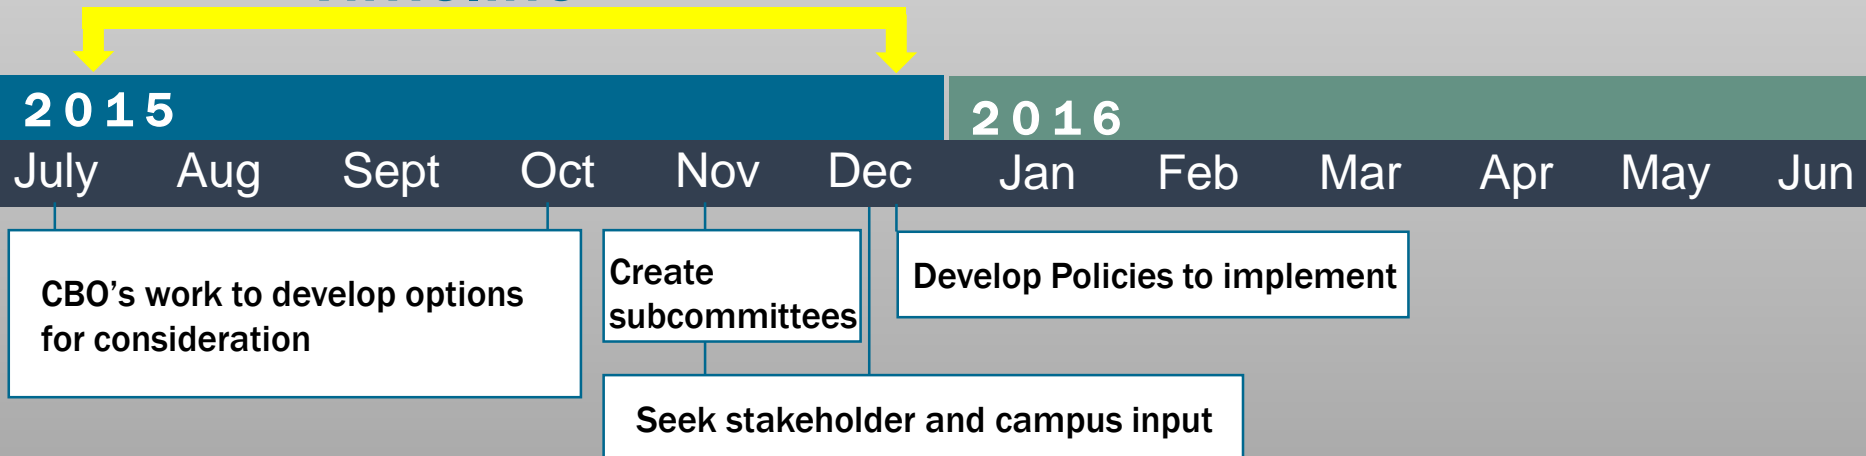 2015
2016
July Aug Sept Oct Nov Dec Jan Feb Mar Apr May Jun
CBO’s work to develop options
for consideration
Create
subcommittees
Develop Policies to implement
Seek stakeholder and campus input